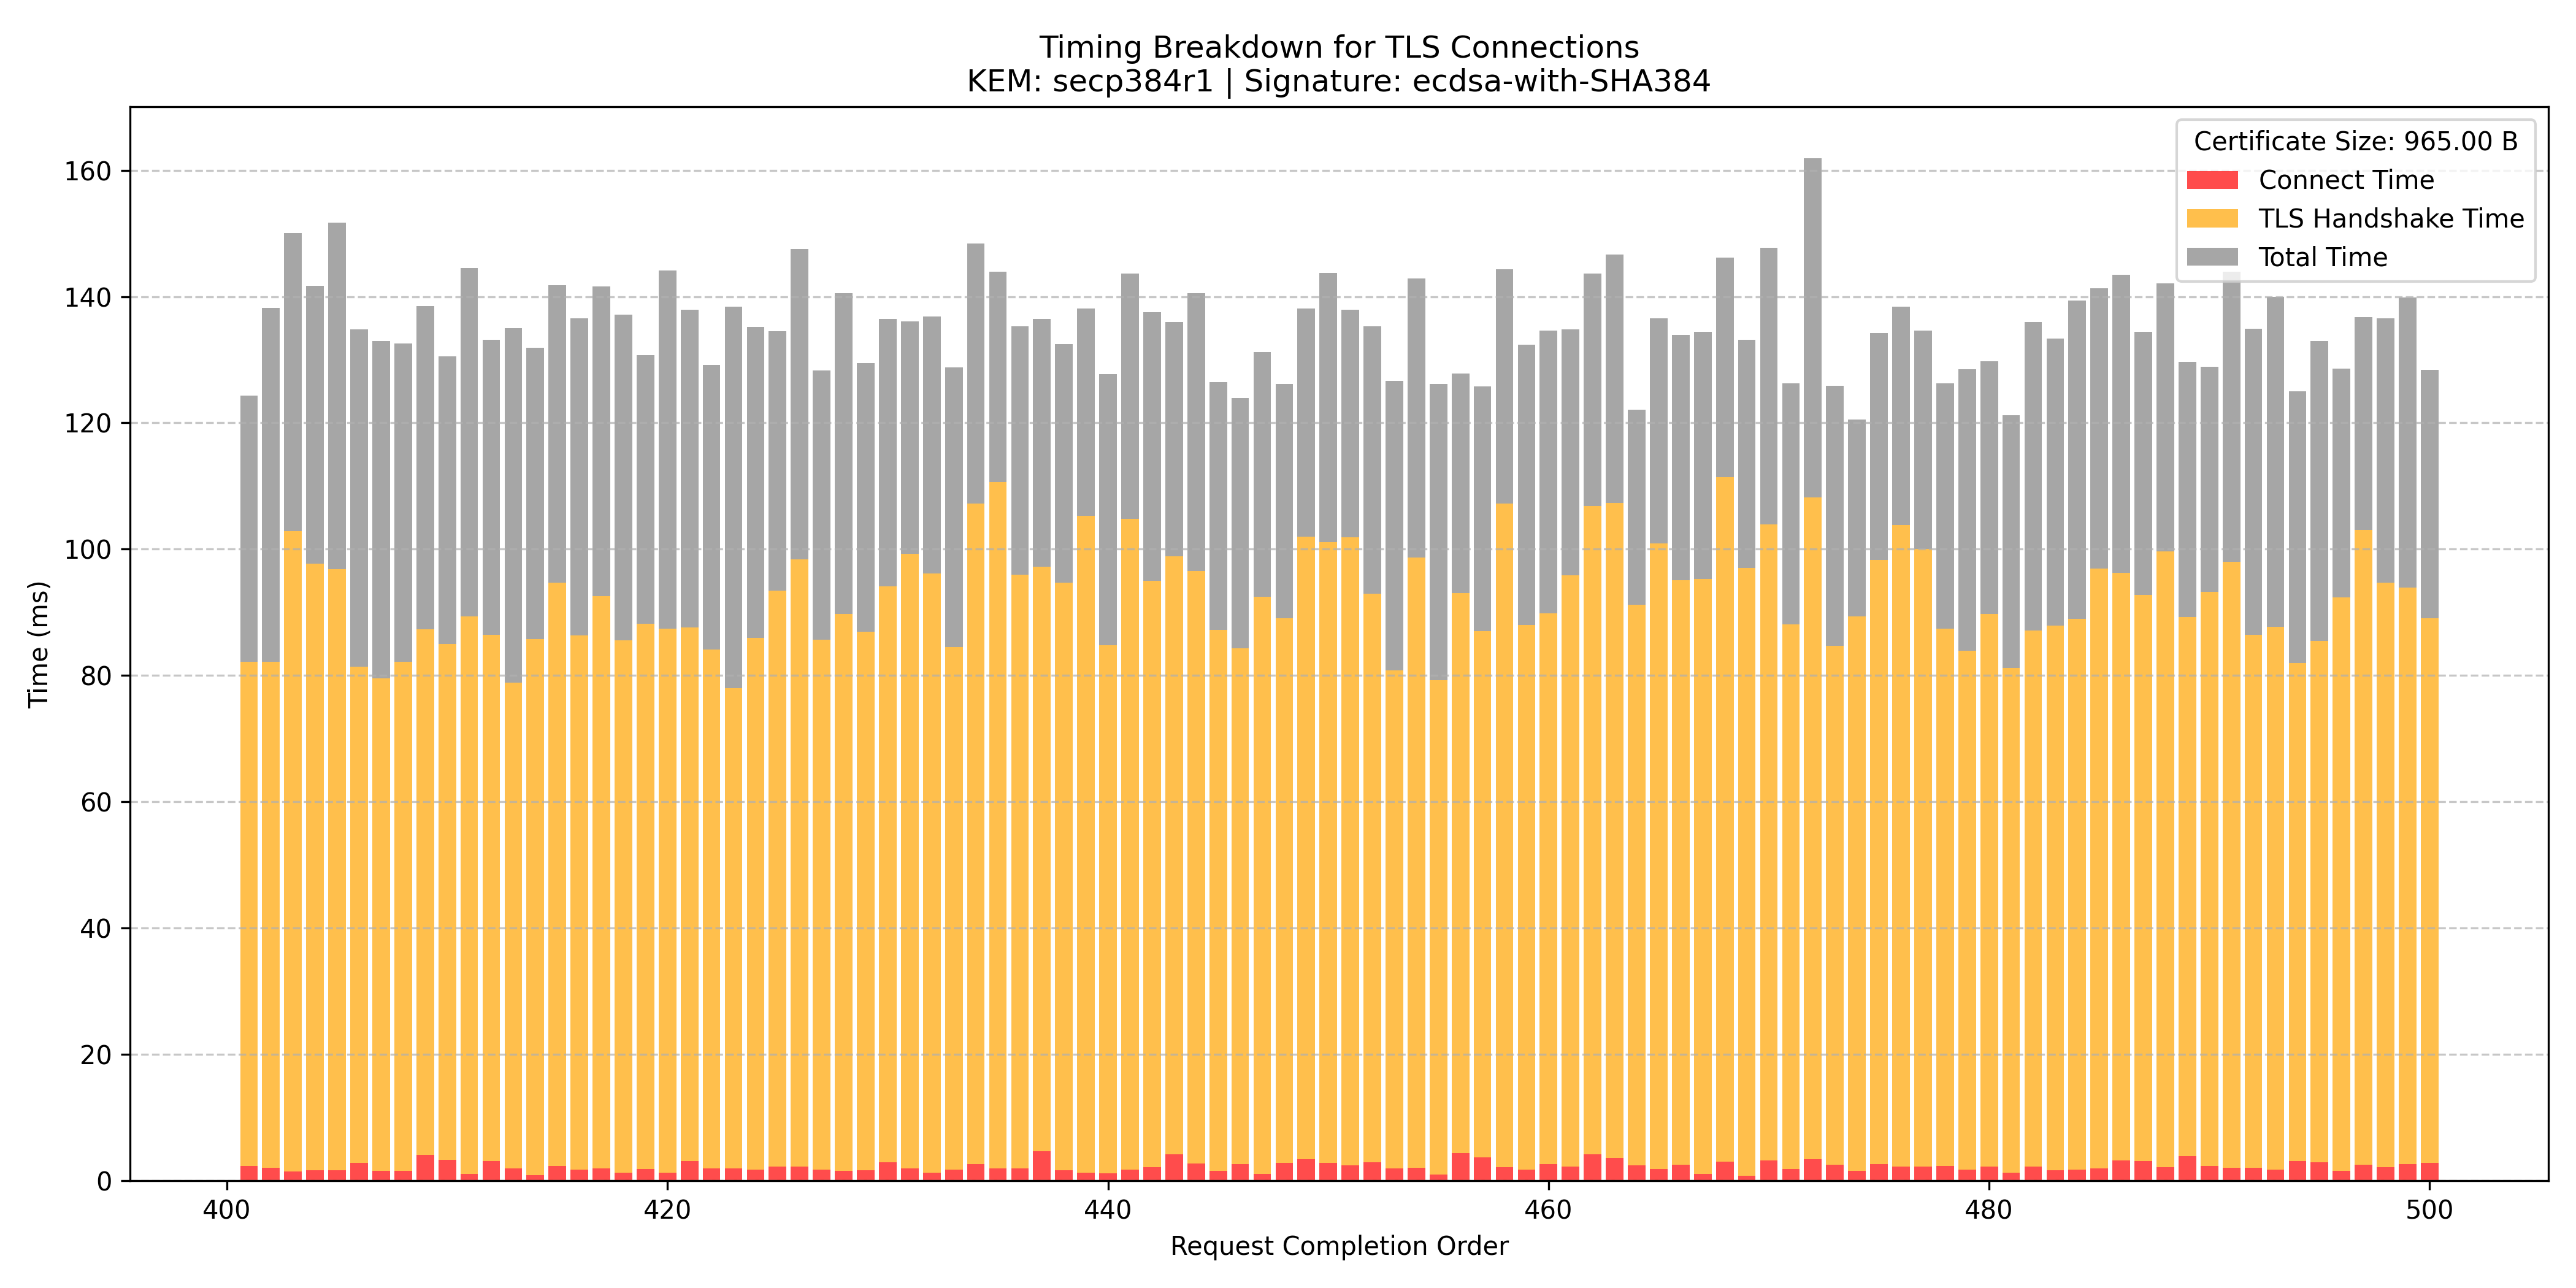 Timing Breakdown for TLS Connections
KEM: secp384r1 | Signature: ecdsa-with-SHA384
Certificate Size: 965.00 B
Connect Time
TLS Handshake Time
Total Time
Time (ms)
160
140
120
100
80
60
40
20
0
400 420 440 460 480 500
Request Completion Order